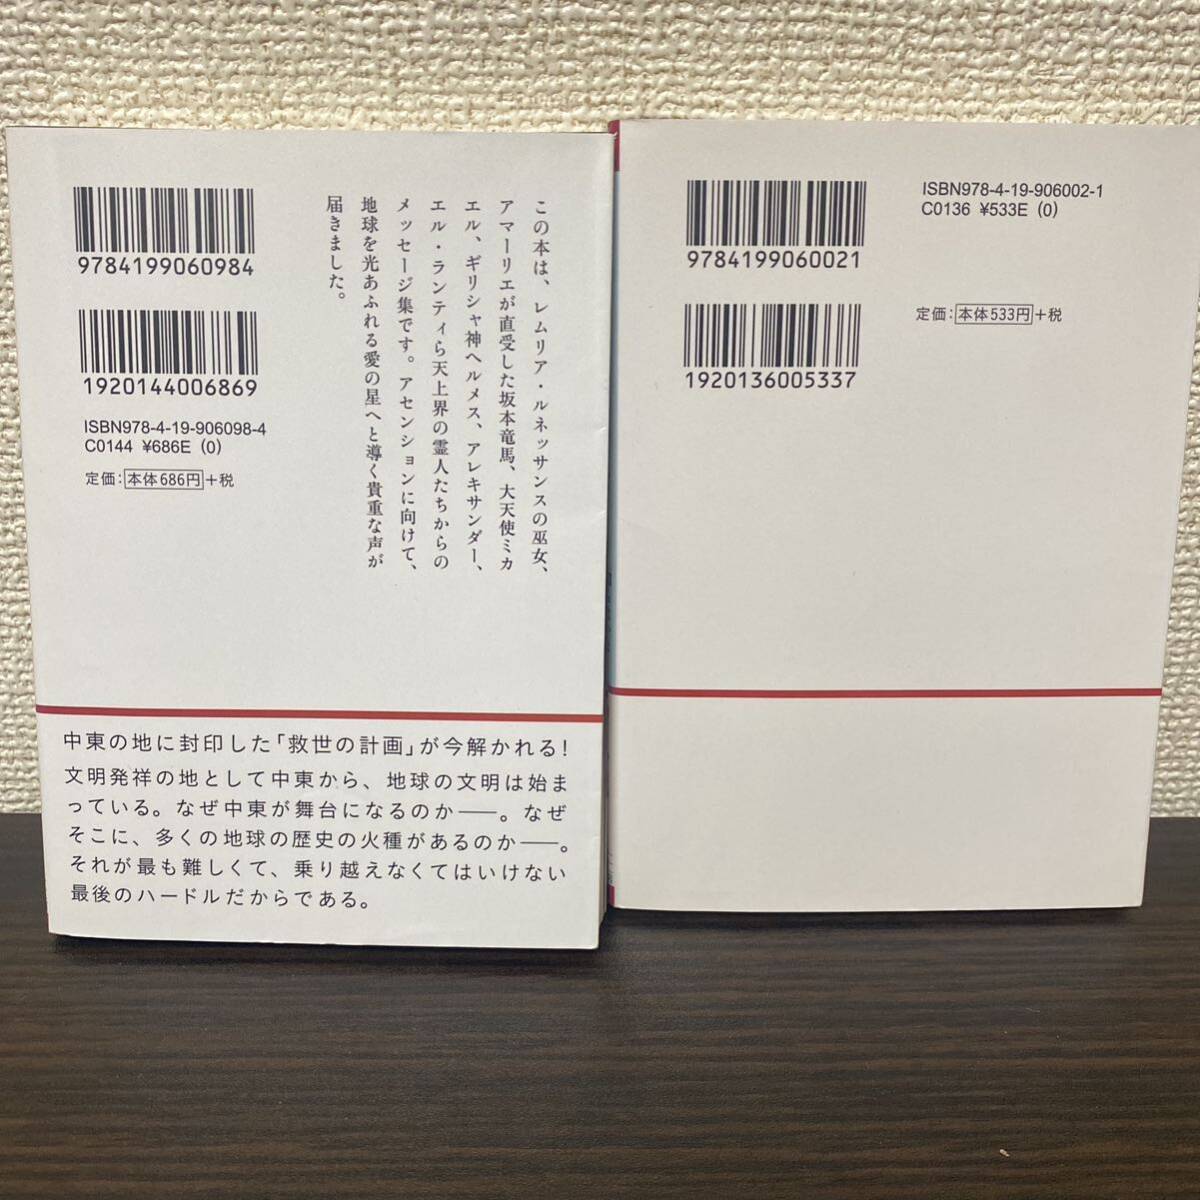 9784199060984
1920144006869
ISBN978-4-19-906098-4
C0144 ¥686E (0)
定価:本体686円+税
この本は、レムリア・ルネッサンスの巫女、
アマーリエが直受した坂本竜馬、大天使ミカ
エル、ギリシャ神ヘルメス、アレキサンダー、
エル・ランティら天上界の霊人たちからの
メッセージ集です。アセンションに向けて、
地球を光あふれる愛の星へと導く貴重な声が
届きました。
中東の地に封印した「救世の計画」が今解かれる!
文明発祥の地として中東から、地球の文明は始ま
っている。なぜ中東が舞台になるのか——。なぜ
そこに、多くの地球の歴史の火種があるのか——。
それが最も難しくて、乗り越えなくてはいけない
最後のハードルだからである。
9784199060021
1920136005337
ISBN978-4-19-906002-1
C0136 ¥533E (0)
定価:本体533円+税